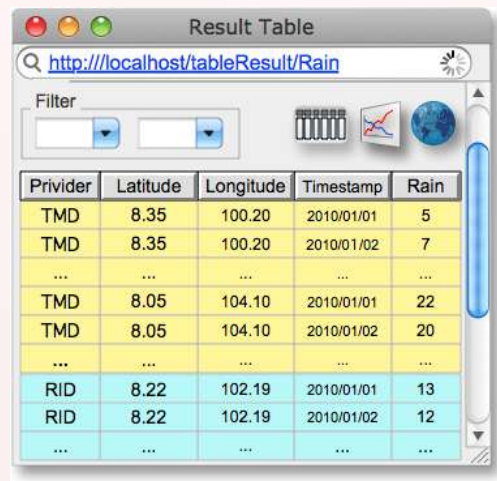 Result Table
http:///localhost/tableResult/Rain
Filter
Privider Latitude Longitude Timestamp Rain
TMD 8.35 100.20 2010/01/01 5
TMD 8.35 100.20 2010/01/02 7
... ... ... ... ...
TMD 8.05 104.10 2010/01/01 22
TMD 8.05 104.10 2010/01/02 20
... ... ... ... ...
RID 8.22 102.19 2010/01/01 13
RID 8.22 102.19 2010/01/02 12
... ... ... ... ...